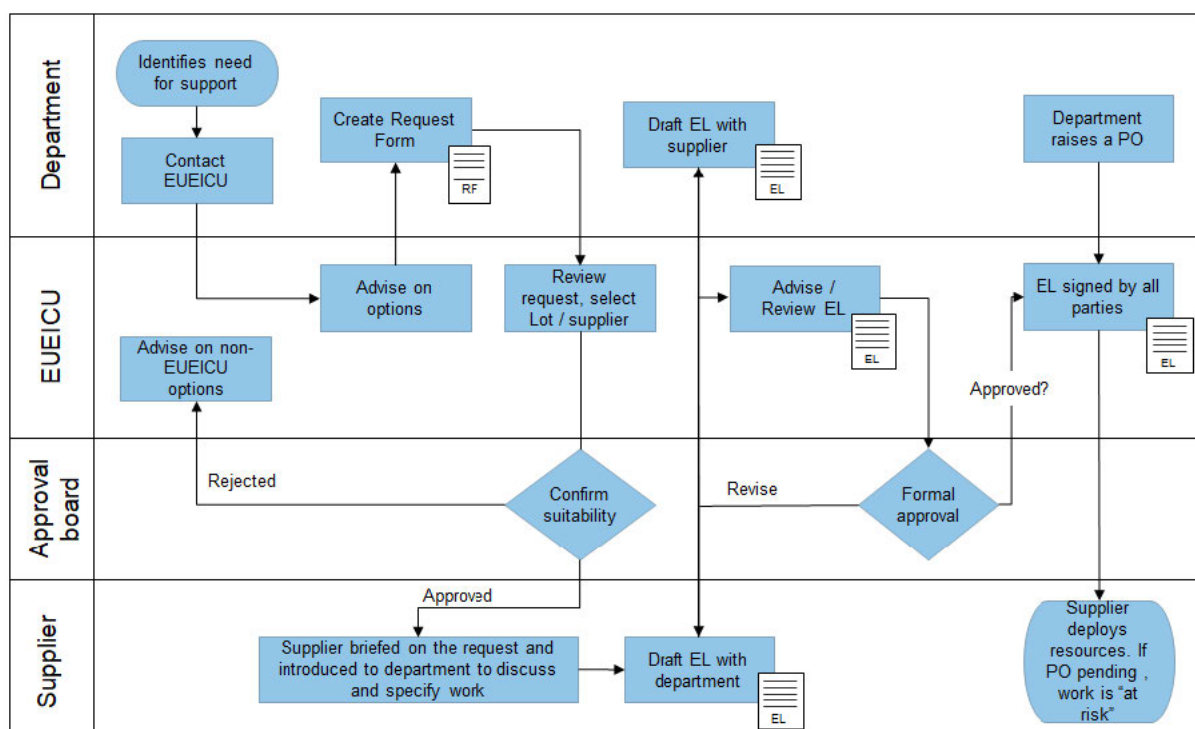 Department
Identifies need
for support
Contact
EUEICU
Create Request
Form
RF
Draft EL with
supplier
EL
Department
raises a PO
EUEICU
Advise on
options
Review
request, select
Lot / supplier
Advise /
Review EL
EL
EL signed by all
parties
EL
Advise on non-
EUEICU
options
Approved?
Approval
board
Rejected
Confirm
suitability
Revise
Formal
approval
Supplier
Approved
Supplier briefed on the request and
introduced to department to discuss
and specify work
Draft EL with
department
EL
Supplier
deploys
resources. If
PO pending ,
work is “at
risk”